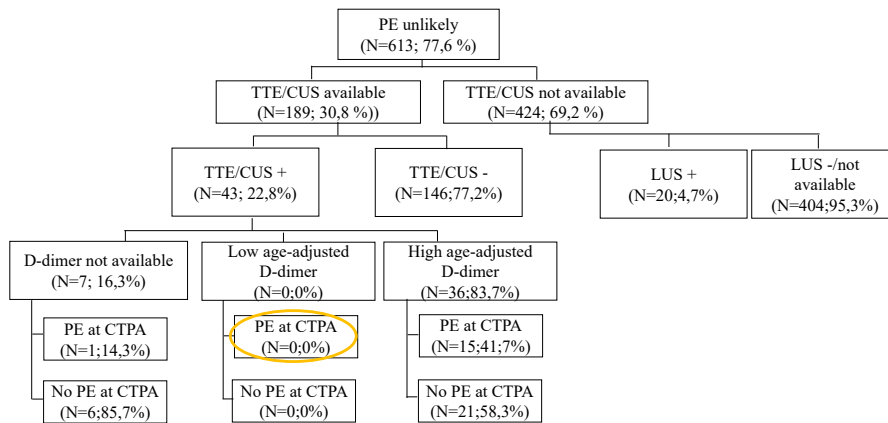 PE unlikely
(N=613; 77,6 %)
TTE/CUS available
(N=189; 30,8 %))
TTE/CUS not available
(N=424; 69,2 %)
TTE/CUS +
(N=43; 22,8%)
TTE/CUS -
(N=146;77,2%)
LUS +
(N=20;4,7%)
LUS -/not
available
(N=404;95,3%)
D-dimer not available
(N=7; 16,3%)
Low age-adjusted
D-dimer
(N=0;0%)
High age-adjusted
D-dimer
(N=36;83,7%)
PE at CTPA
(N=1;14,3%)
PE at CTPA
(N=0;0%)
PE at CTPA
(N=15;41;7%)
No PE at CTPA
(N=6;85,7%)
No PE at CTPA
(N=0;0%)
No PE at CTPA
(N=21;58,3%)